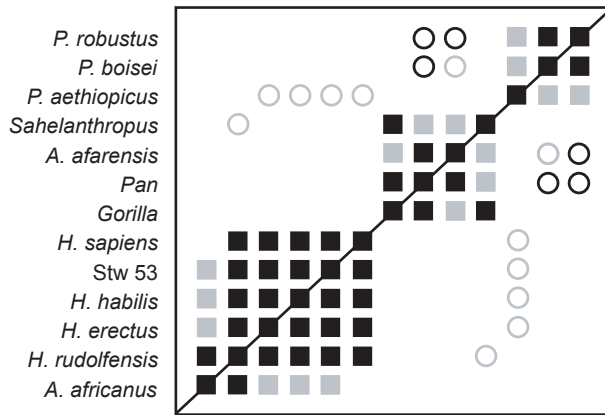 P. robustus
P. boisei
P. aethiopicus
Sahelanthropus
A. afarensis
Pan
Gorilla
H. sapiens
Stw 53
H. habilis
H. erectus
H. rudolfensis
A. africanus